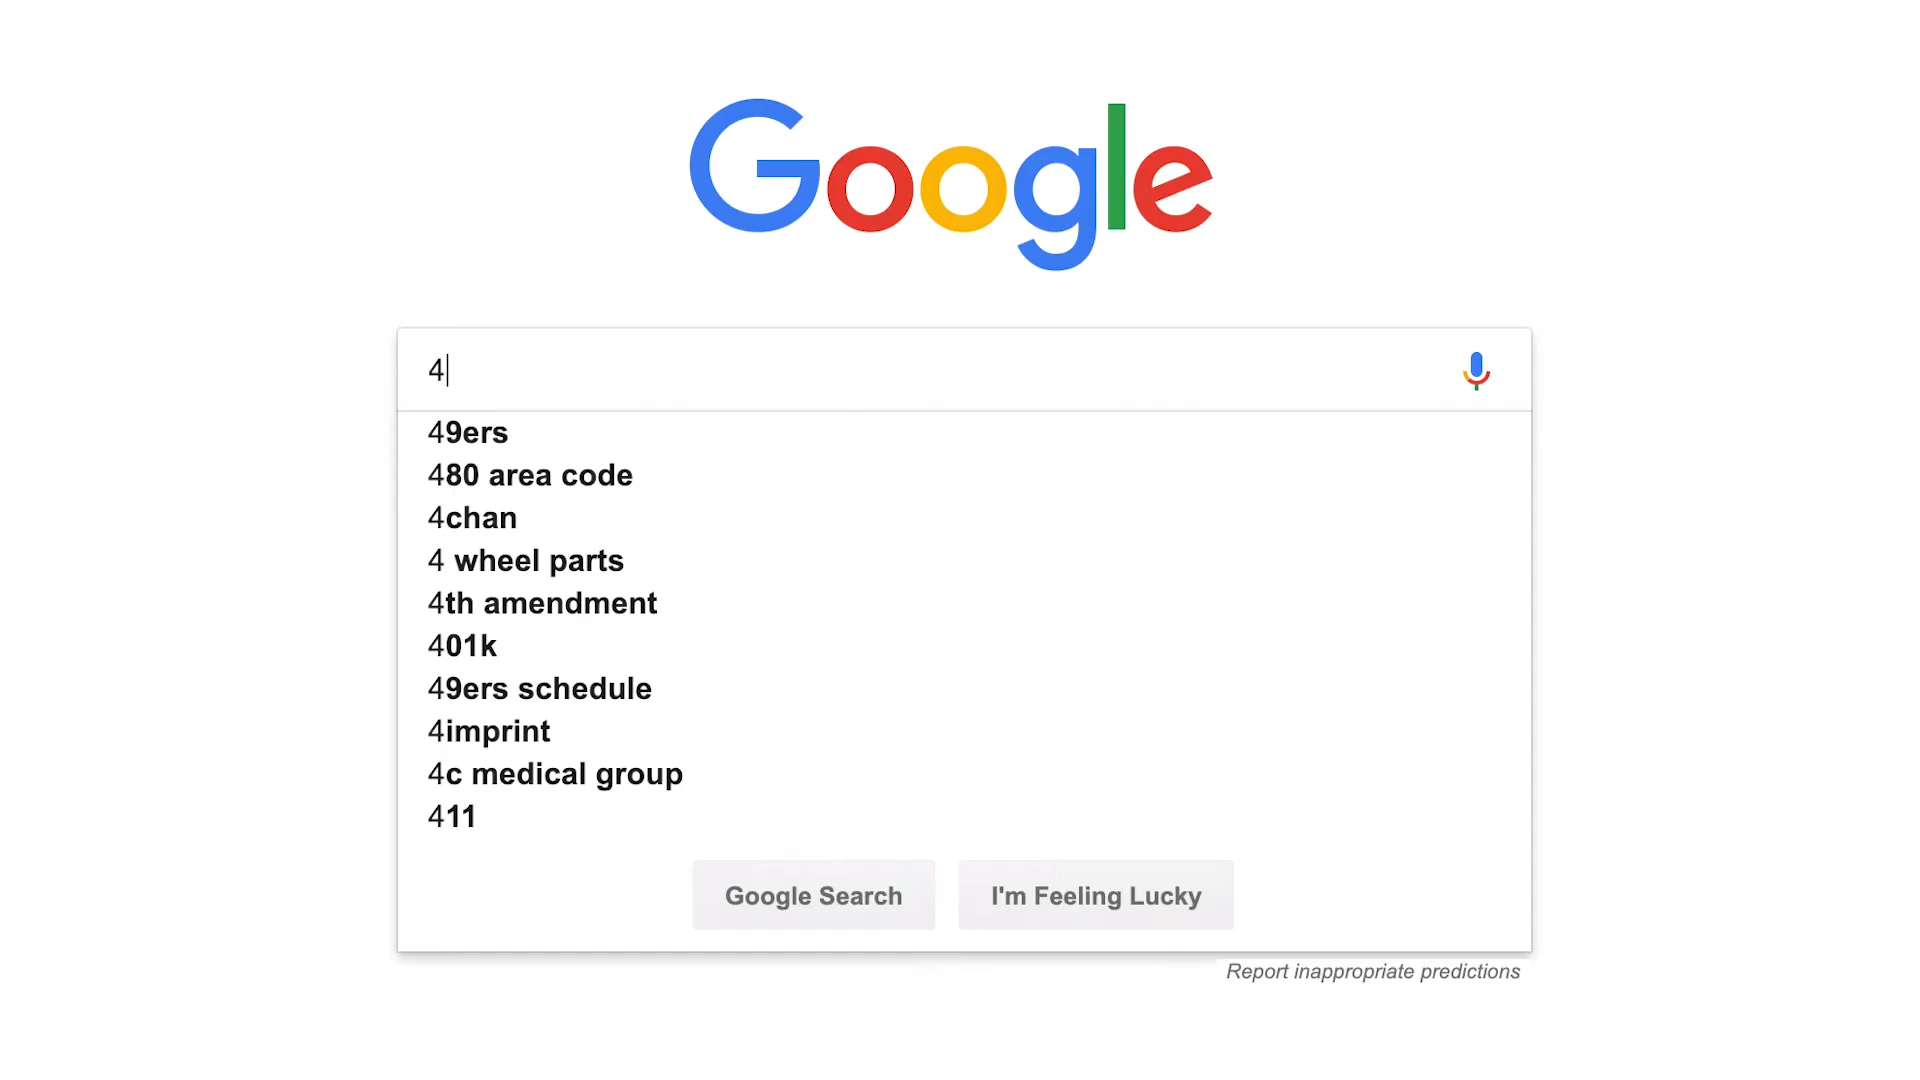 Google
4
49ers
480 area code
4chan
4 wheel parts
4th amendment
401k
49ers schedule
4imprint
4c medical group
411
Google Search
I'm Feeling Lucky
Report inappropriate predictions